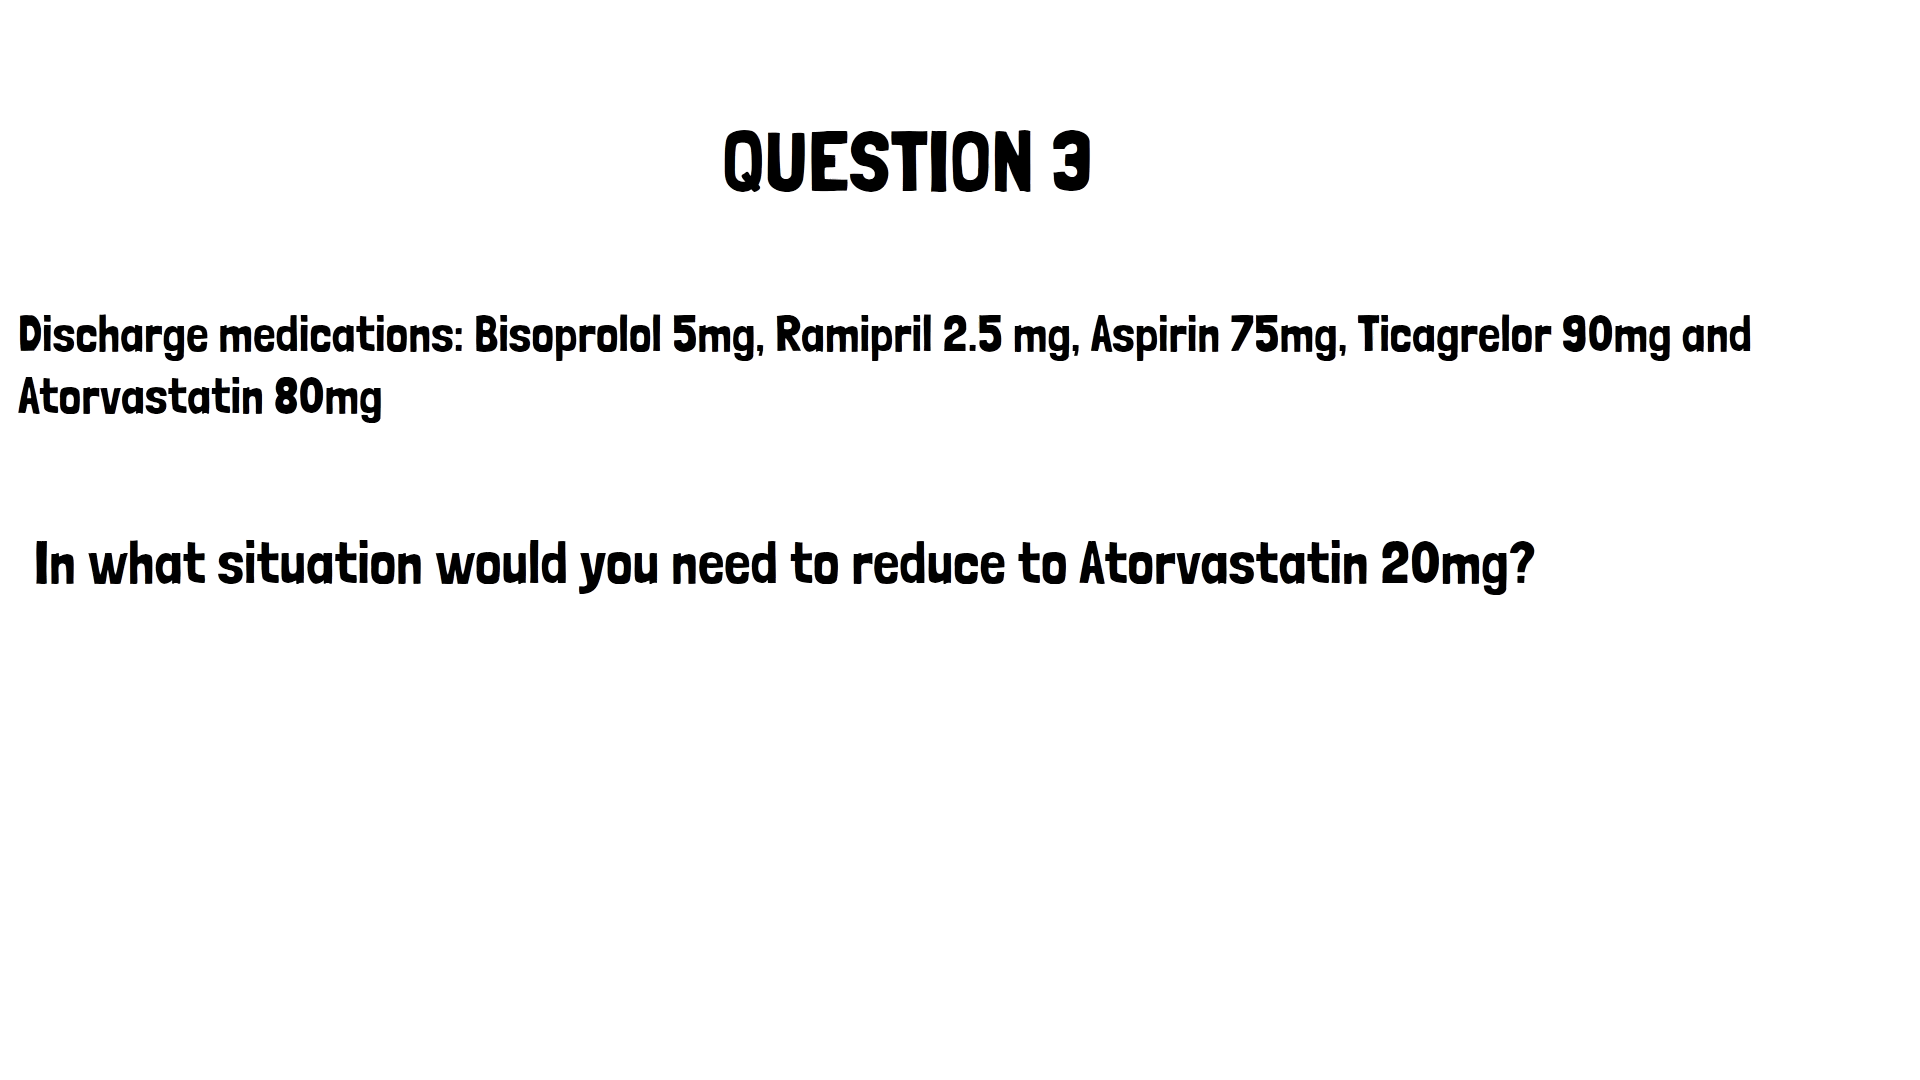 QUESTION 3
Discharge medications: Bisoprolol 5mg, Ramipril 2.5 mg, Aspirin 75mg, Ticagrelor 90mg and
Atorvastatin 80mg
In what situation would you need to reduce to Atorvastatin 20mg?